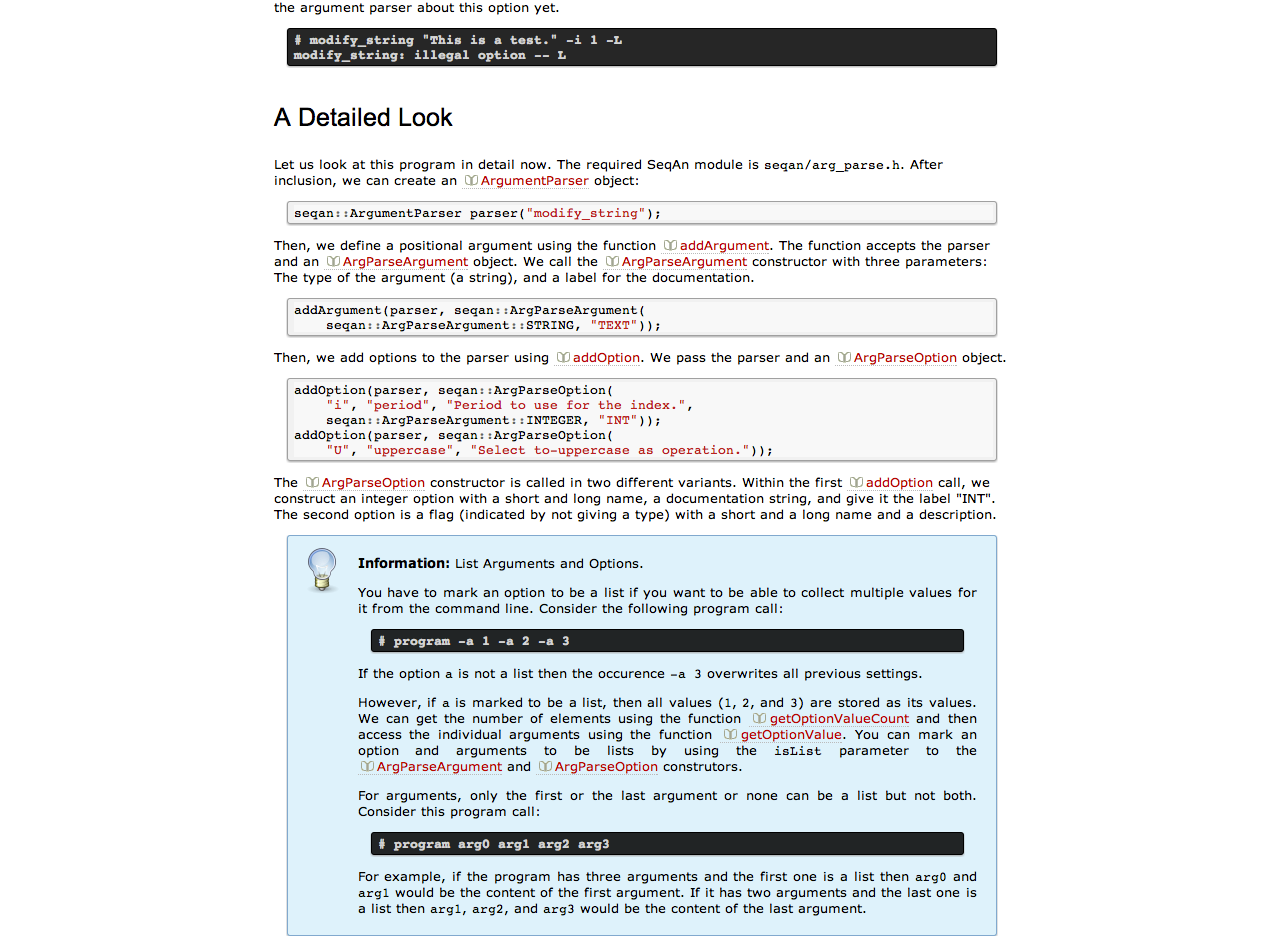 the argument parser about this option yet.
# modify_string "This is a test." -i 1 -L
modify_string: illegal option -- L
A Detailed Look
Let us look at this program in detail now. The required SeqAn module is seqan/arg_parse.h. After
inclusion, we can create an ArgumentParser object:
seqan::ArgumentParser parser("modify_string");
Then, we define a positional argument using the function addArgument. The function accepts the parser
and an ArgParseArgument object. We call the ArgParseArgument constructor with three parameters:
The type of the argument (a string), and a label for the documentation.
addArgument(parser, seqan::ArgParseArgument(
    seqan::ArgParseArgument::STRING, "TEXT"));
Then, we add options to the parser using addOption. We pass the parser and an ArgParseOption object.
addOption(parser, seqan::ArgParseOption(
    "i", "period", "Period to use for the index.",
    seqan::ArgParseArgument::INTEGER, "INT"));
addOption(parser, seqan::ArgParseOption(
    "U", "uppercase", "Select to-uppercase as operation."));
The ArgParseOption constructor is called in two different variants. Within the first addOption call, we
construct an integer option with a short and long name, a documentation string, and give it the label "INT".
The second option is a flag (indicated by not giving a type) with a short and a long name and a description.
Information: List Arguments and Options.
You have to mark an option to be a list if you want to be able to collect multiple values for
it from the command line. Consider the following program call:
# program -a 1 -a 2 -a 3
If the option a is not a list then the occurence -a 3 overwrites all previous settings.
However, if a is marked to be a list, then all values (1, 2, and 3) are stored as its values.
We can get the number of elements using the function getOptionValueCount and then
access the individual arguments using the function getOptionValue. You can mark an
option and arguments to be lists by using the isList parameter to the
ArgParseArgument and ArgParseOption construtors.
For arguments, only the first or the last argument or none can be a list but not both.
Consider this program call:
# program arg0 arg1 arg2 arg3
For example, if the program has three arguments and the first one is a list then arg0 and
arg1 would be the content of the first argument. If it has two arguments and the last one is
a list then arg1, arg2, and arg3 would be the content of the last argument.